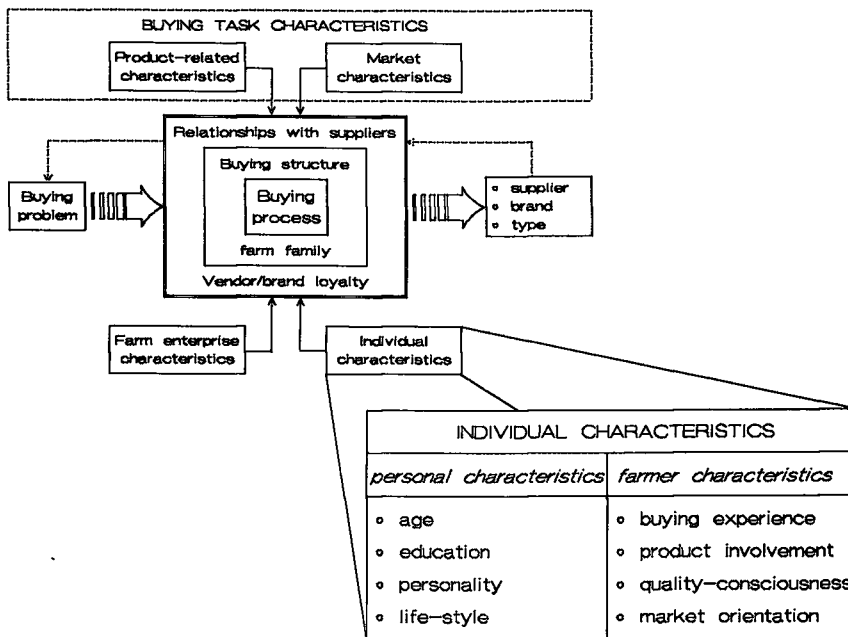 BUYING TASK CHARACTERISTICS
Product-related
characteristics
Market
characteristics
Relationships with suppliers
Buying structure
Buying
process
farm family
Vendor/brand loyalty
Buying
problem
• supplier
• brand
• type
Farm enterprise
characteristics
Individual
characteristics
INDIVIDUAL CHARACTERISTICS
personal characteristics
• age
• education
• personality
• life-style
farmer characteristics
• buying experience
• product involvement
• quality-consciousness
• market orientation